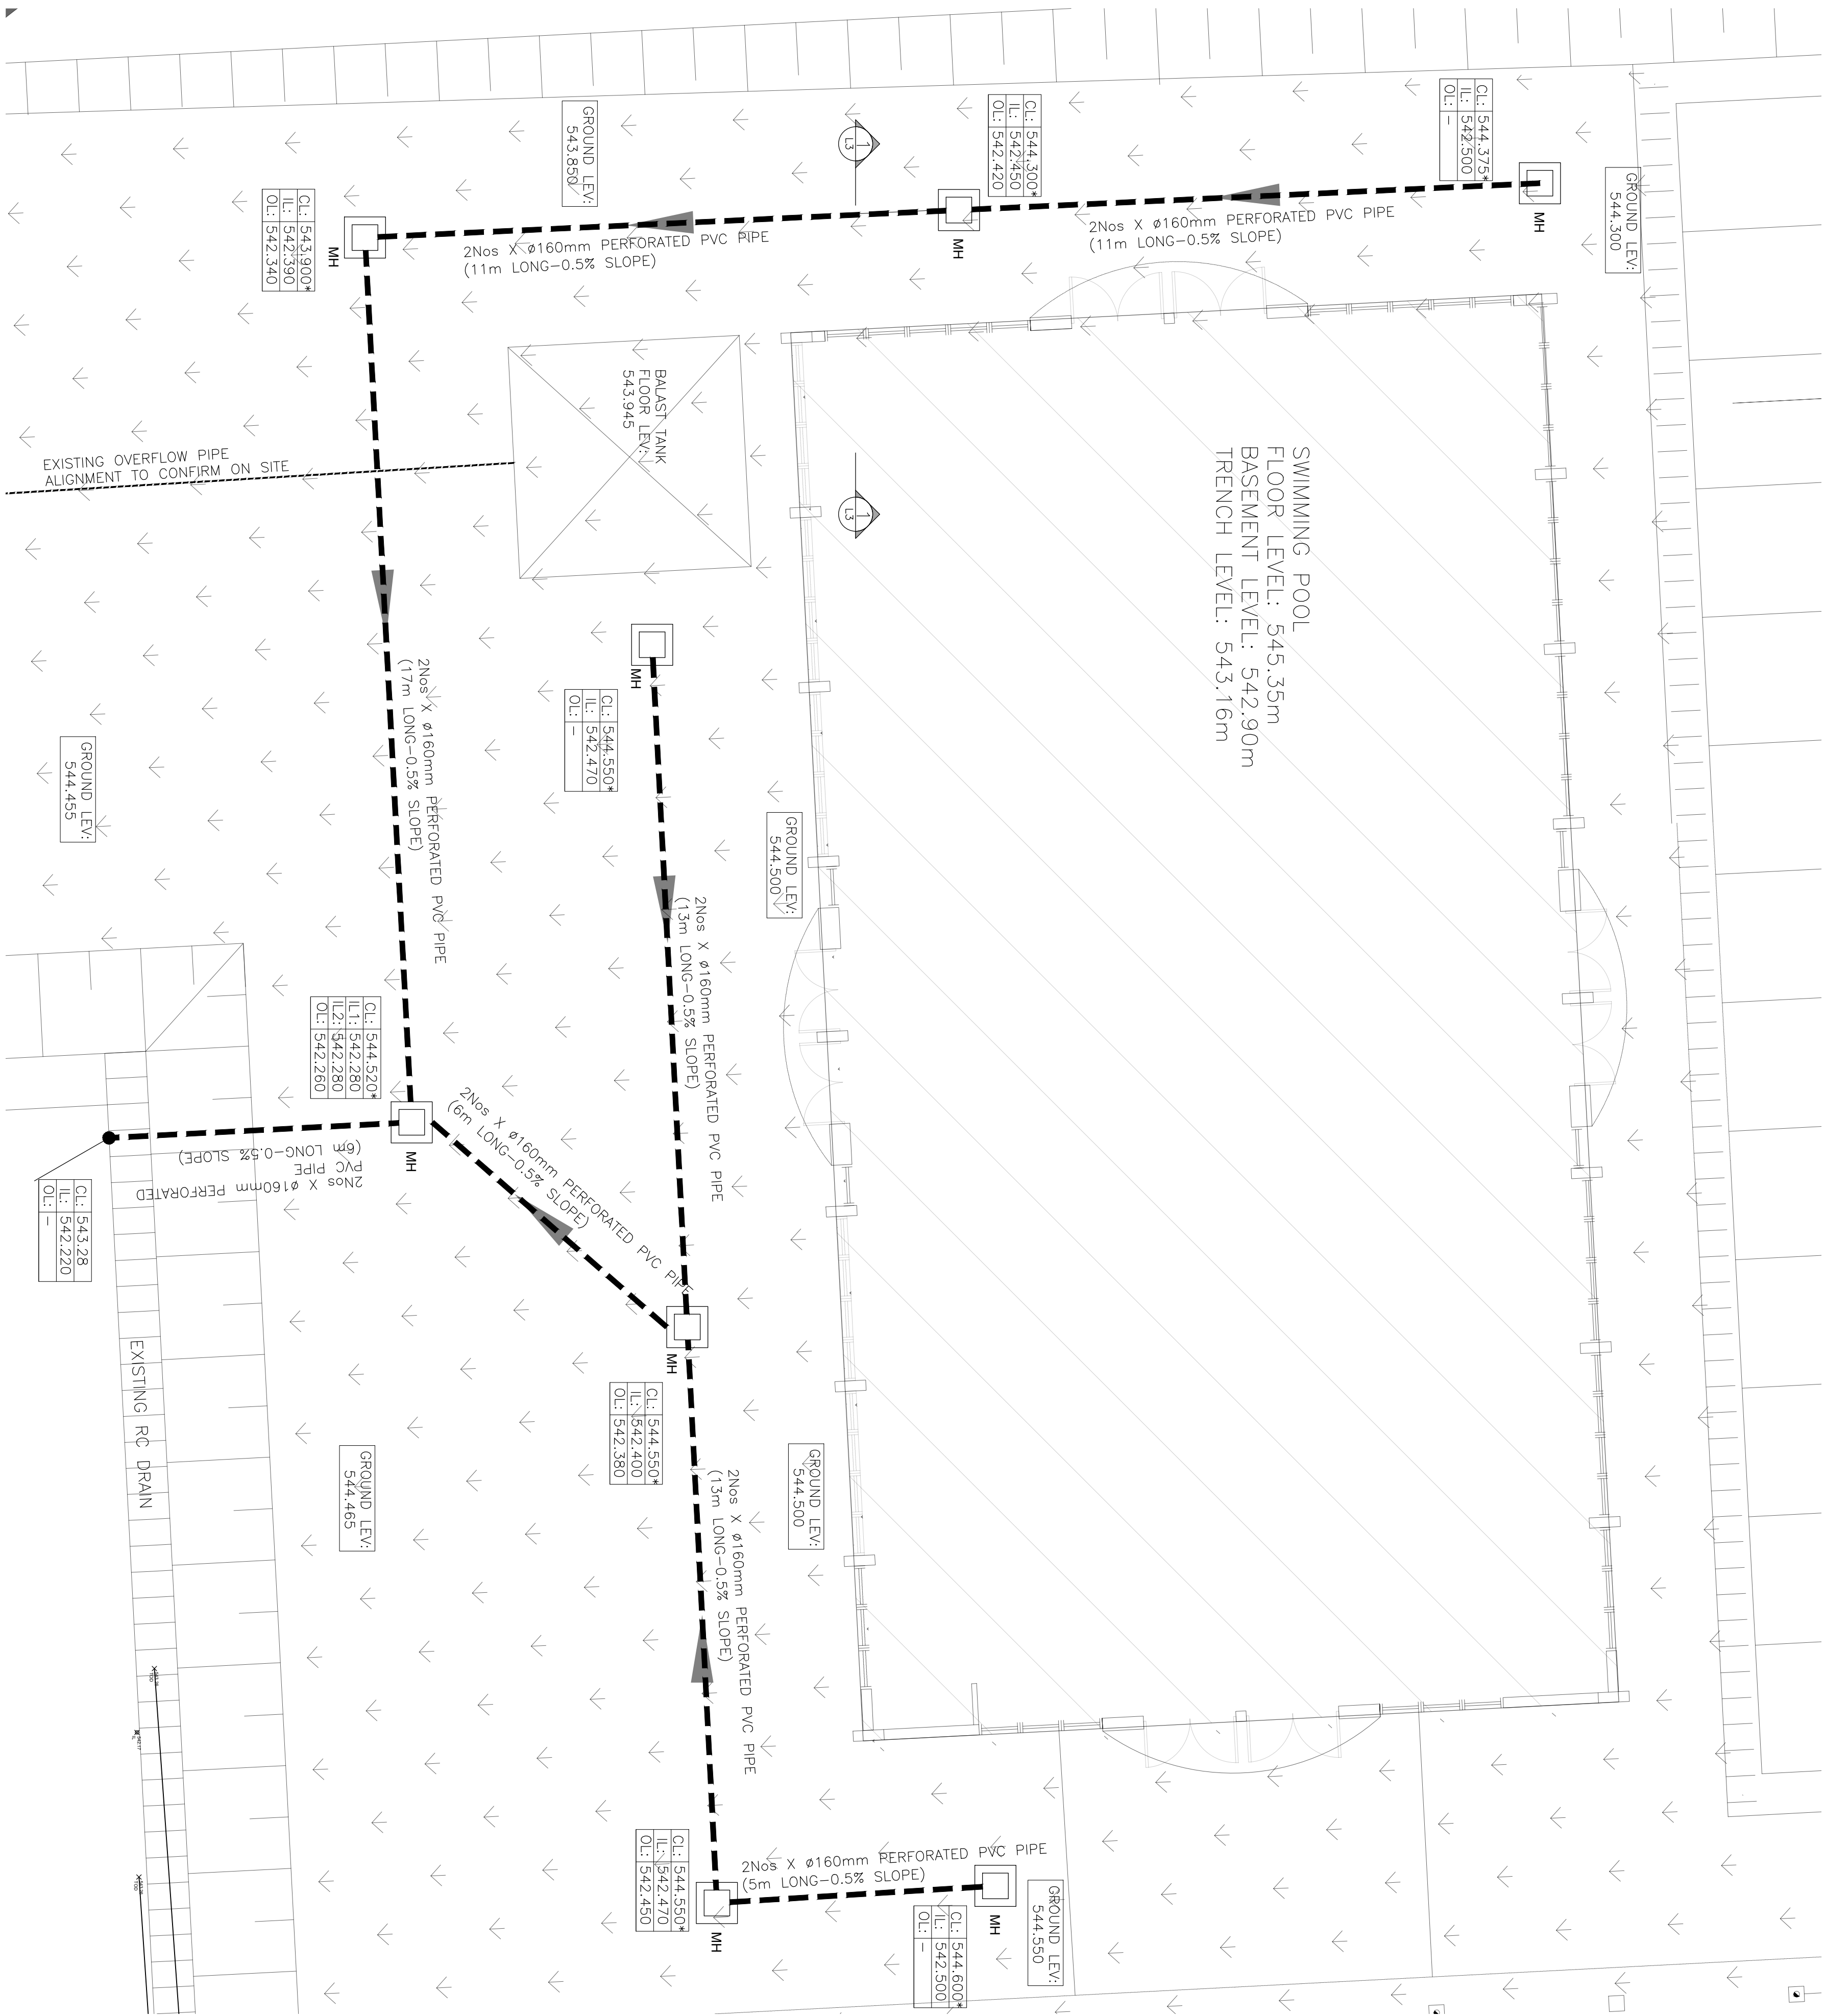 CL: 544.375*
IL: 542.500
OL: –
MH
GROUND LEV:
544.300
2Nos X ø160mm PERFORATED PVC PIPE
(11m LONG–0.5% SLOPE)
CL: 544.300*
IL: 542.450
OL: 542.420
MH
1
L3
GROUND LEV:
543.850
2Nos X ø160mm PERFORATED PVC PIPE
(11m LONG–0.5% SLOPE)
CL: 543.900*
IL: 542.390
OL: 542.340
MH
BALAST TANK
FLOOR LEV:
543.945
EXISTING OVERFLOW PIPE
ALIGNMENT TO CONFIRM ON SITE
1
L3
SWIMMING POOL
FLOOR LEVEL: 545.35m
BASEMENT LEVEL: 542.90m
TRENCH LEVEL: 543.16m
MH
CL: 544.550*
IL: 542.470
OL: –
2Nos X ø160mm PERFORATED PVC PIPE
(17m LONG–0.5% SLOPE)
GROUND LEV:
544.455
GROUND LEV:
544.500
2Nos X ø160mm PERFORATED PVC PIPE
(13m LONG–0.5% SLOPE)
CL: 544.520*
IL1: 542.280
IL2: 542.280
OL: 542.260
MH
2Nos X ø160mm PERFORATED PVC PIPE
(6m LONG–0.5% SLOPE)
2Nos X ø160mm PERFORATED
PVC PIPE
(6m LONG–0.5% SLOPE)
CL: 543.28
IL: 542.220
OL: –
EXISTING RC DRAIN
MH
CL: 544.550*
IL: 542.400
OL: 542.380
GROUND LEV:
544.465
GROUND LEV:
544.500
2Nos X ø160mm PERFORATED PVC PIPE
(13m LONG–0.5% SLOPE)
CL: 544.550*
IL: 542.470
OL: 542.450
MH
2Nos X ø160mm PERFORATED PVC PIPE
(5m LONG–0.5% SLOPE)
MH
CL: 544.600*
IL: 542.500
OL: –
GROUND LEV:
544.550